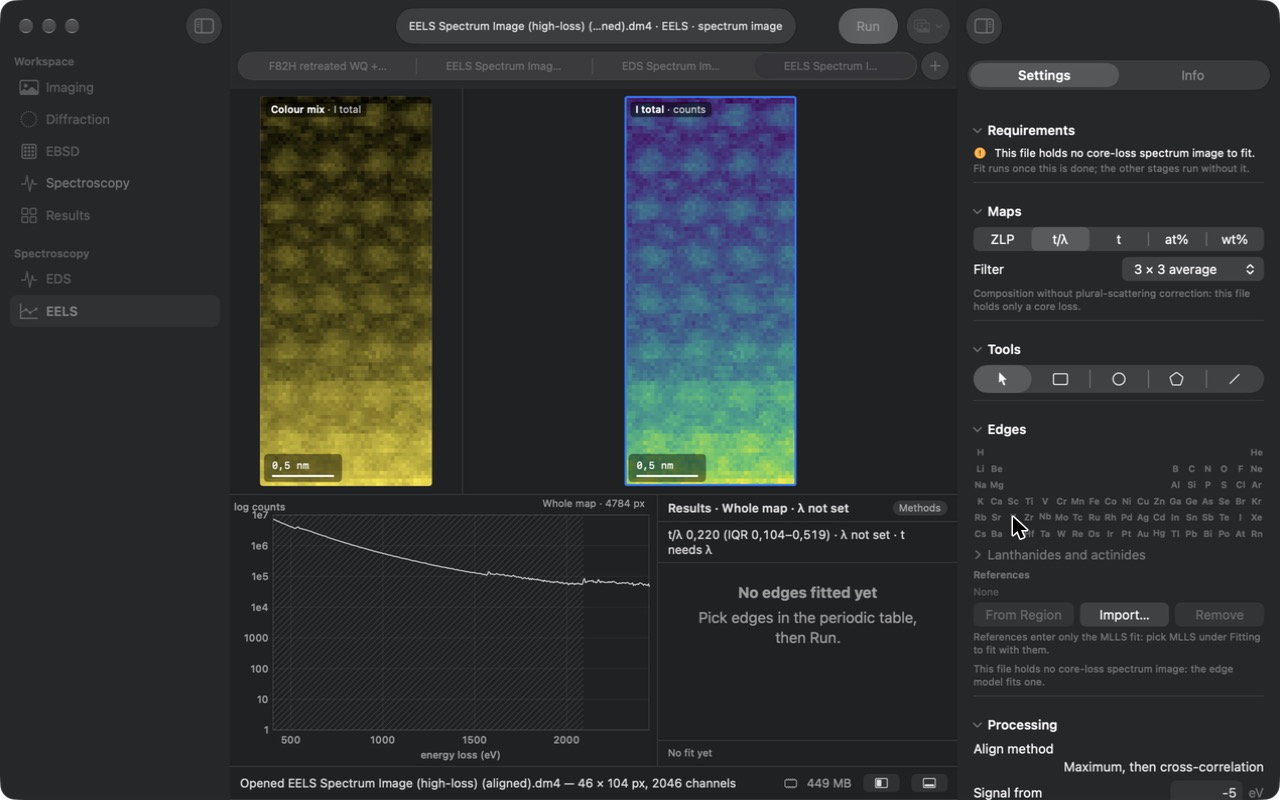 EELS Spectrum Image (high-loss) (...ned).dm4 · EELS · spectrum image
Run
F82H retreated WQ +...
EELS Spectrum Imag...
EDS Spectrum Im...
EELS Spectrum I...
Workspace
Imaging
Diffraction
EBSD
Spectroscopy
Results
Spectroscopy
EDS
EELS
Colour mix · I total
0,5 nm
I total · counts
0,5 nm
log counts
Whole map · 4784 px
1e7
1e6
1e5
1e4
1000
100
10
1
500 1000 1500 2000
energy loss (eV)
Results · Whole map · λ not set
Methods
t/λ 0,220 (IQR 0,104–0,519) · λ not set · t
needs λ
No edges fitted yet
Pick edges in the periodic table,
then Run.
No fit yet
Opened EELS Spectrum Image (high-loss) (aligned).dm4 — 46 × 104 px, 2046 channels
449 MB
Settings
Info
Requirements
This file holds no core-loss spectrum image to fit.
Fit runs once this is done; the other stages run without it.
Maps
ZLP t/λ t at% wt%
Filter
3 × 3 average
Composition without plural-scattering correction: this file
holds only a core loss.
Tools
Edges
H He
Li Be B C N O F Ne
Na Mg Al Si P S Cl Ar
K Ca Sc Ti V Cr Mn Fe Co Ni Cu Zn Ga Ge As Se Br Kr
Rb Sr Zr Nb Mo Tc Ru Rh Pd Ag Cd In Sn Sb Te I Xe
Cs Ba Ta W Re Os Ir Pt Au Hg Tl Pb Bi Po At Rn
Lanthanides and actinides
References
None
From Region
Import...
Remove
References enter only the MLLS fit: pick MLLS under Fitting
to fit with them.
This file holds no core-loss spectrum image: the edge
model fits one.
Processing
Align method
Maximum, then cross-correlation
Signal from
-5 eV